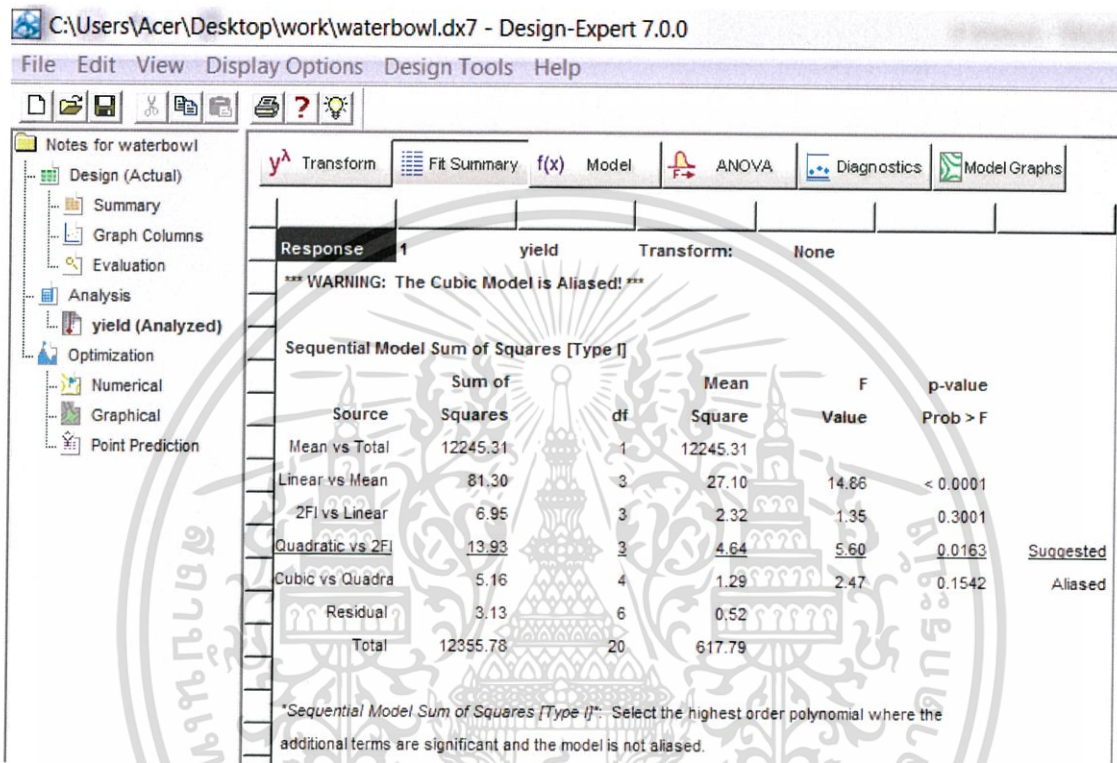 C:\Users\Acer\Desktop\work\waterbowl.dx7 - Design-Expert 7.0.0
File Edit View Display Options Design Tools Help
Notes for waterbowl
Design (Actual)
Summary
Graph Columns
Evaluation
Analysis
yield (Analyzed)
Optimization
Numerical
Graphical
Point Prediction
yλ Transform Fit Summary f(x) Model ANOVA Diagnostics Model Graphs
Response 1 yield Transform: None
*** WARNING: The Cubic Model is Aliased! ***
Sequential Model Sum of Squares [Type I]
Sum of Mean F p-value
Source Squares df Square Value Prob > F
Mean vs Total 12245.31 1 12245.31
Linear vs Mean 81.30 3 27.10 14.86 < 0.0001
2FI vs Linear 6.95 3 2.32 1.35 0.3001
Quadratic vs 2FI 13.93 3 4.64 5.60 0.0163 Suggested
Cubic vs Quadra 5.16 4 1.29 2.47 0.1542 Aliased
Residual 3.13 6 0.52
Total 12355.78 20 617.79
"Sequential Model Sum of Squares [Type I]": Select the highest order polynomial where the
additional terms are significant and the model is not aliased.